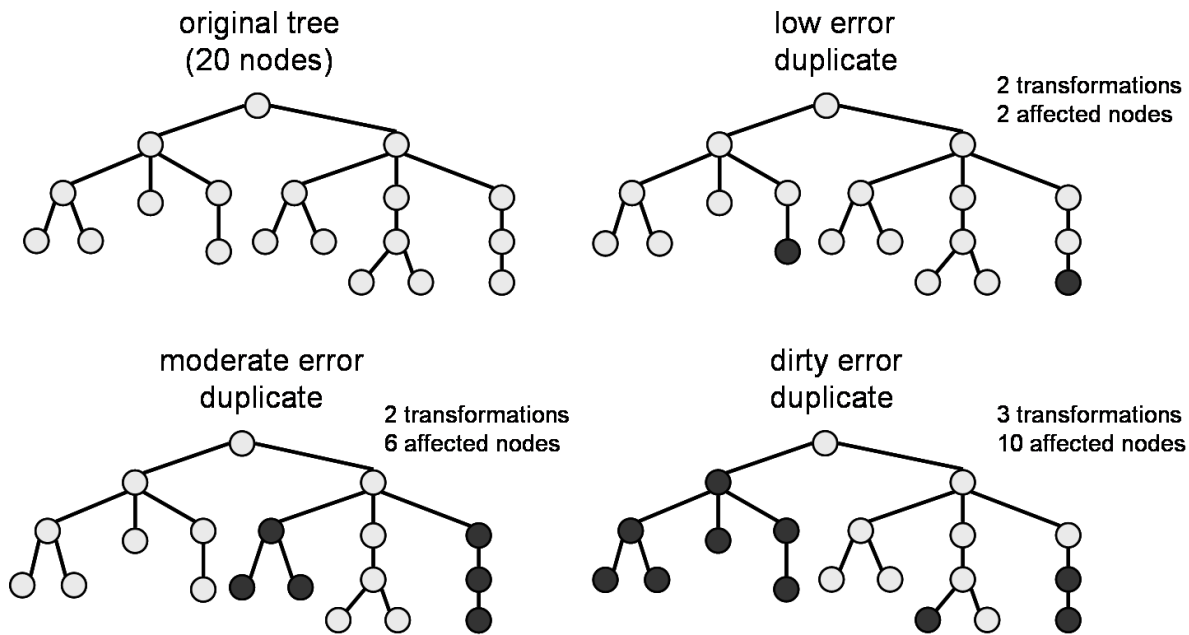 original tree
(20 nodes)
low error
duplicate
2 transformations
2 affected nodes
moderate error
duplicate
2 transformations
6 affected nodes
dirty error
duplicate
3 transformations
10 affected nodes